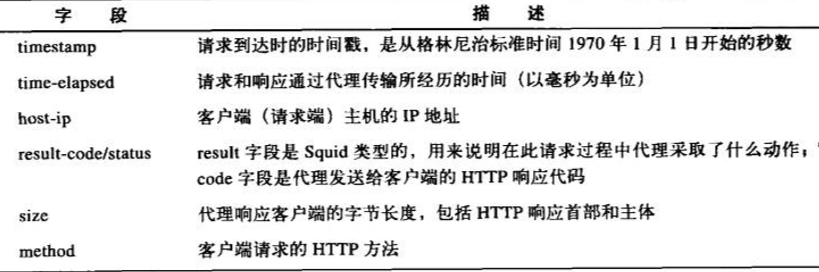 字 段 描 述
timestamp 请求到达时的时间戳，是从格林尼治标准时间 1970 年 1 月 1 日开始的秒数
time-elapsed 请求和响应通过代理传输所经历的时间（以毫秒为单位）
host-ip 客户端（请求端）主机的 IP 地址
result-code/status result 字段是 Squid 类型的，用来说明在此请求过程中代理采取了什么动作；
code 字段是代理发送给客户端的 HTTP 响应代码
size 代理响应客户端的字节长度，包括 HTTP 响应首部和主体
method 客户端请求的 HTTP 方法